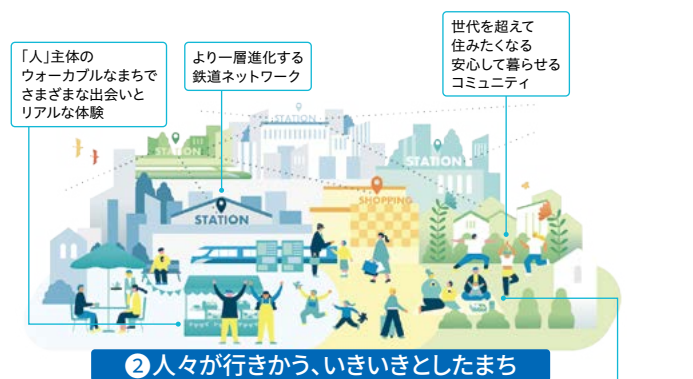 「人」主体の
ウォーカブルなまちで
さまざまな出会いと
リアルな体験
より一層進化する
鉄道ネットワーク
世代を超えて
住みたくなる
安心して暮らせる
コミュニティ
STATION
STATION
STATION
SHOPPING
STATION
❷人々が行きかう、いきいきとしたまち